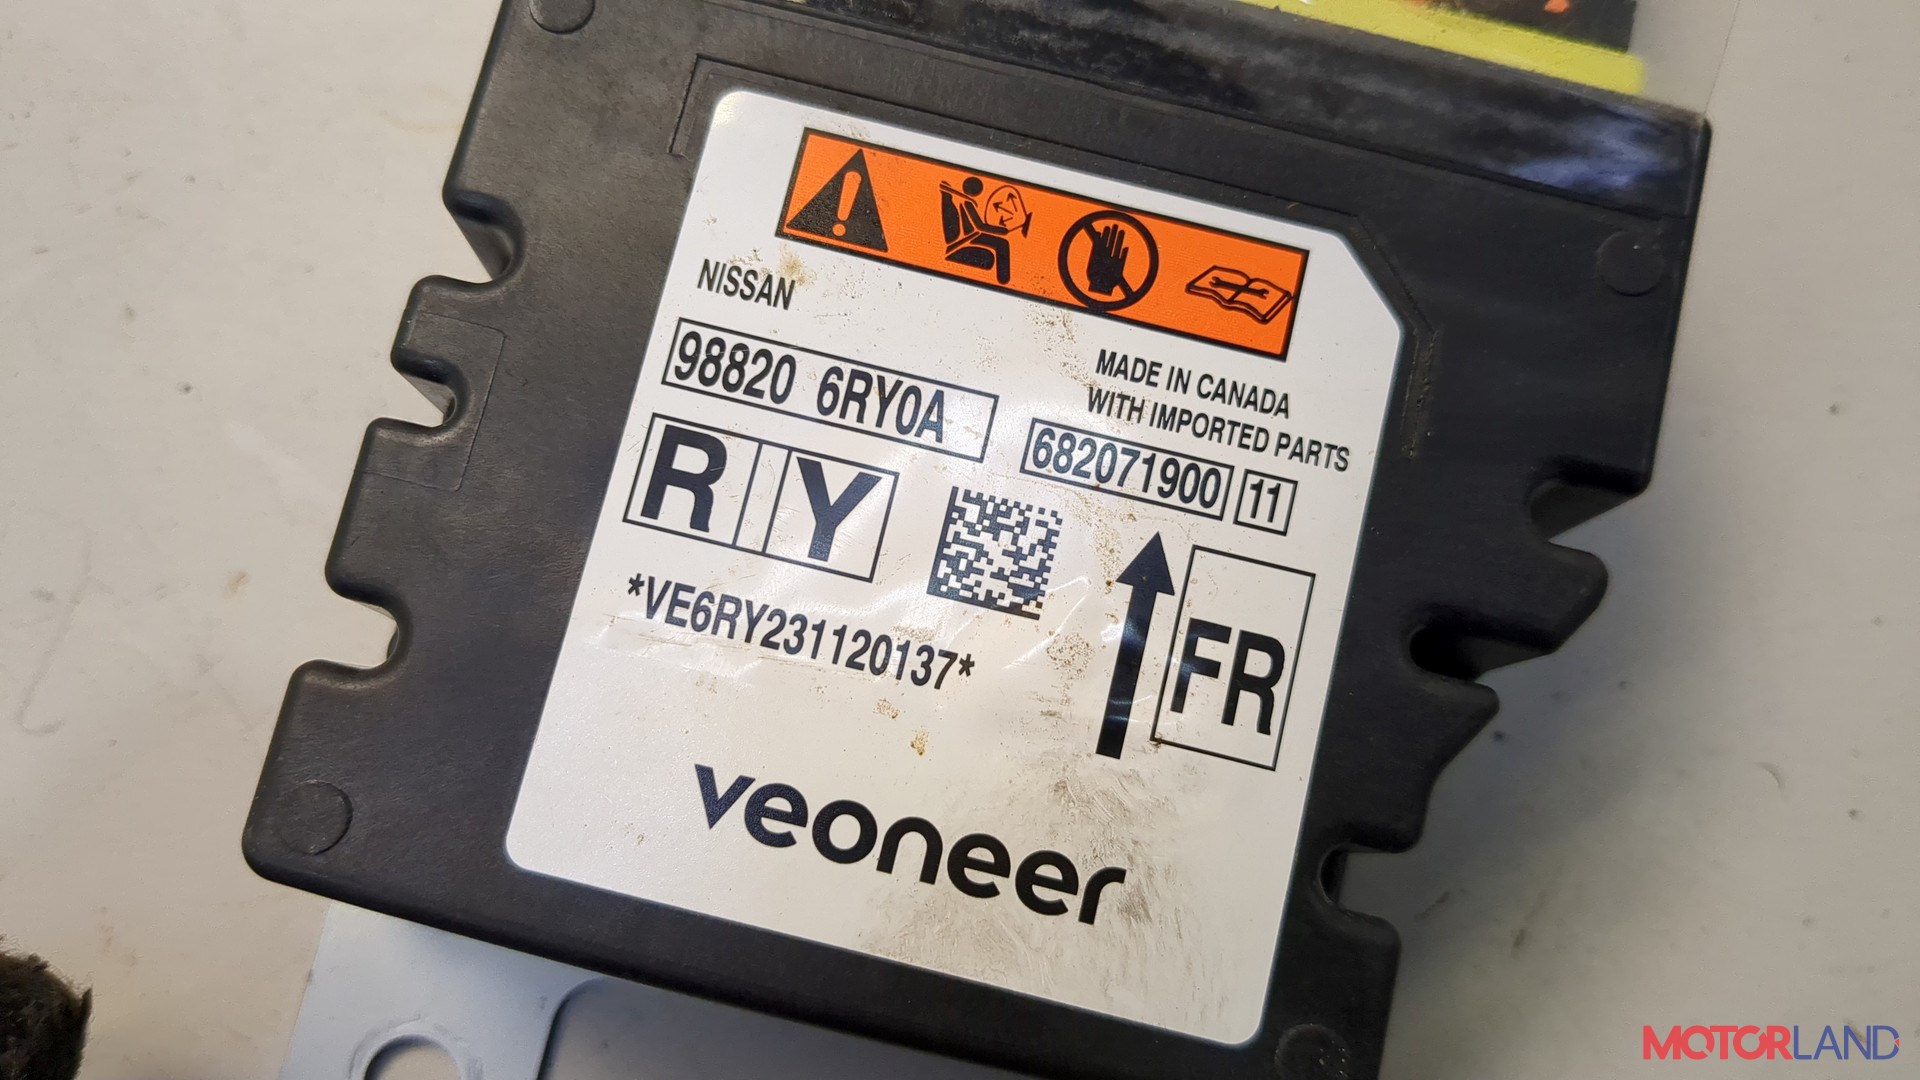 NISSAN
98820 6RY0A
MADE IN CANADA
WITH IMPORTED PARTS
682071900 11
R Y
*VE6RY231120137*
FR
veoneer
MOTORLAND